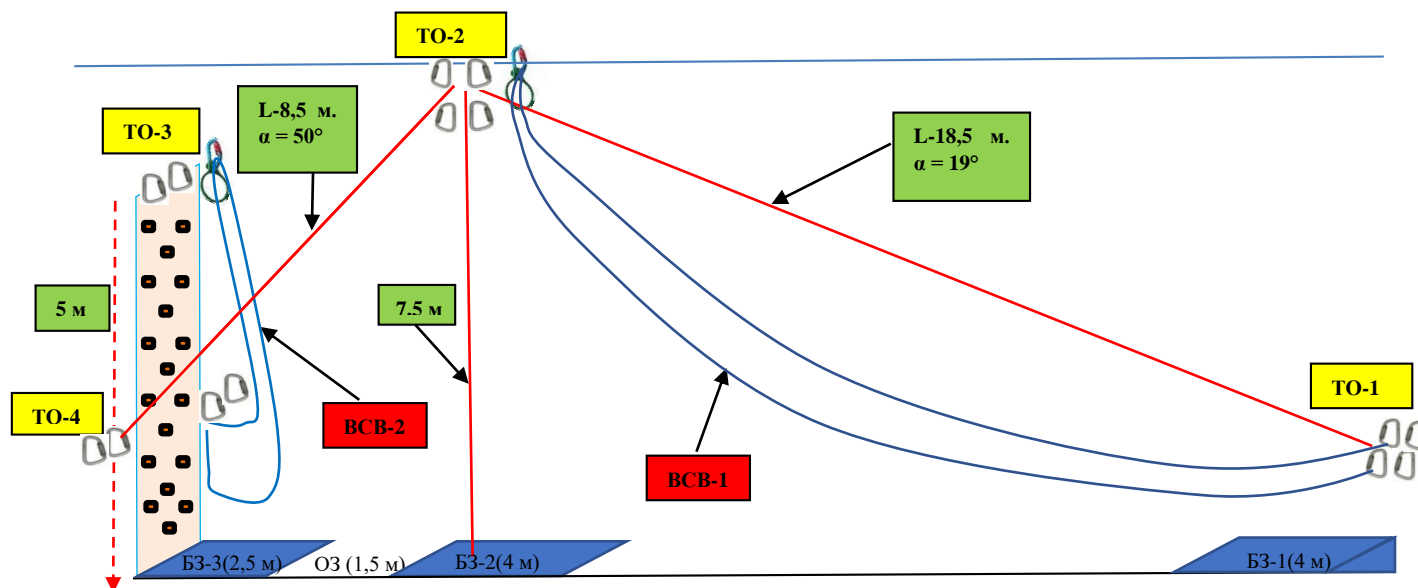 ТО-2
L-8,5 м.
α = 50°
ТО-3
L-18,5 м.
α = 19°
5 м
7.5 м
ТО-1
ТО-4
ВСВ-2
ВСВ-1
БЗ-3(2,5 м)
ОЗ (1,5 м)
БЗ-2(4 м)
БЗ-1(4 м)